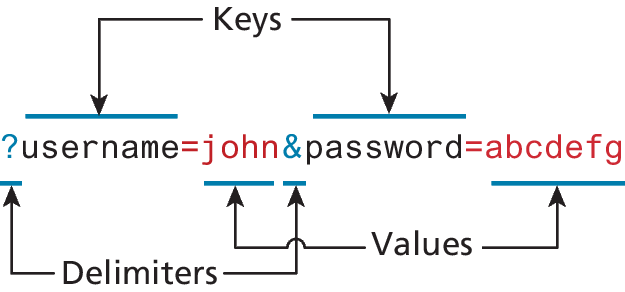 Keys
?username=john&password=abcdefg
Values
Delimiters